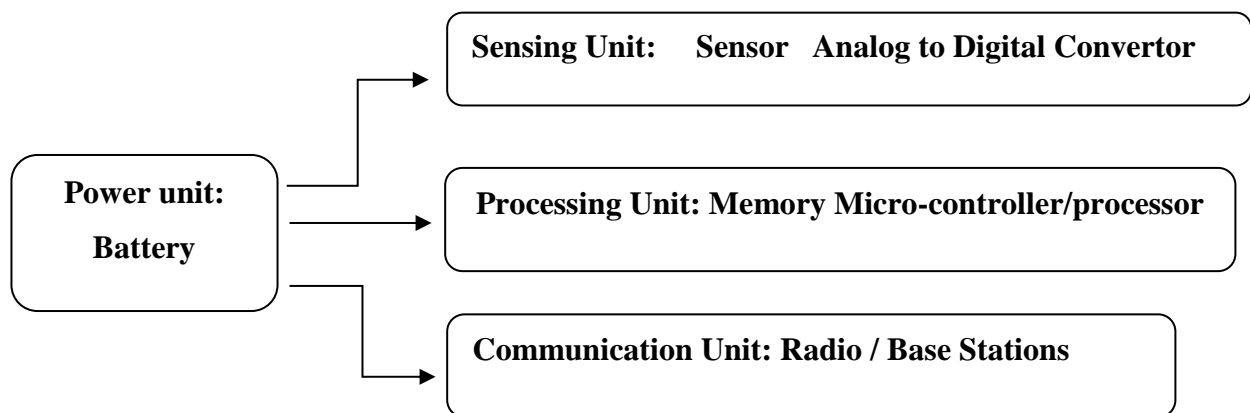 Sensing Unit: Sensor Analog to Digital Convertor
Power unit:
Battery
Processing Unit: Memory Micro-controller/processor
Communication Unit: Radio / Base Stations